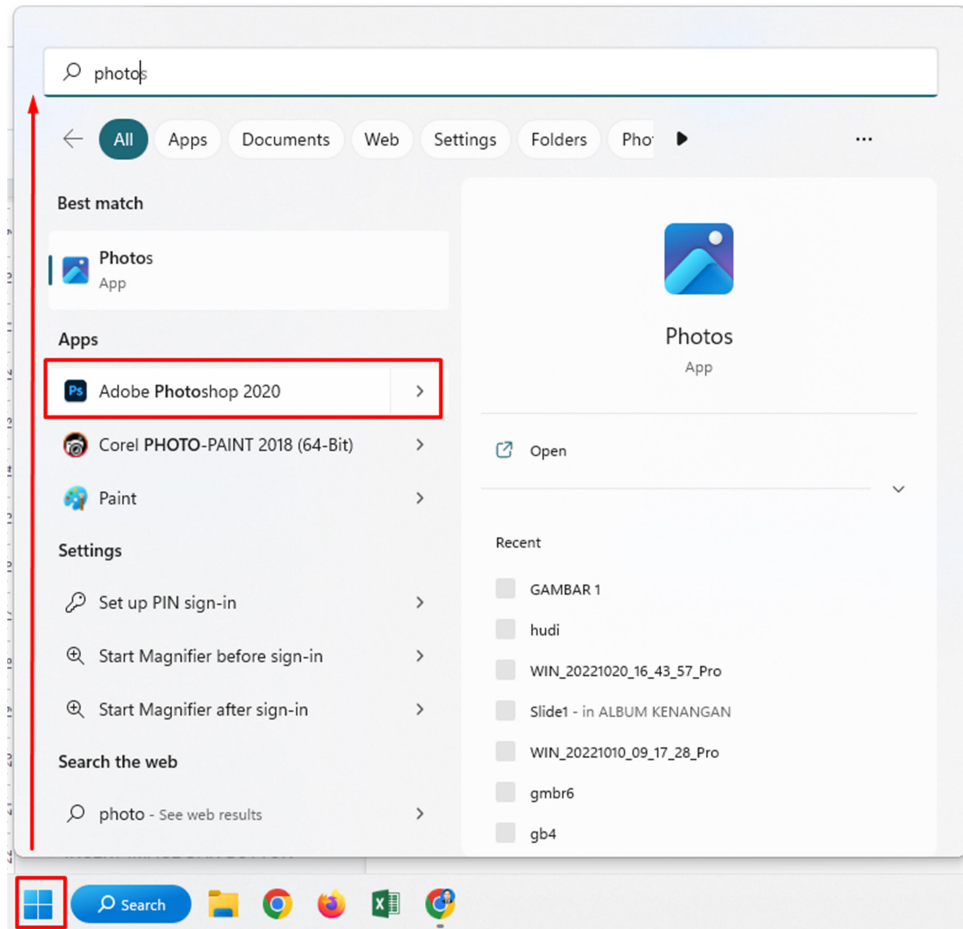 photos
All Apps Documents Web Settings Folders Pho ...
Best match
Photos
App
Apps
Ps Adobe Photoshop 2020
Corel PHOTO-PAINT 2018 (64-Bit)
Paint
Settings
Set up PIN sign-in
Start Magnifier before sign-in
Start Magnifier after sign-in
Search the web
photo - See web results
Photos
App
Open
Recent
GAMBAR 1
hudi
WIN_20221020_16_43_57_Pro
Slide1 - in ALBUM KENANGAN
WIN_20221010_09_17_28_Pro
gmbr6
gb4
Search